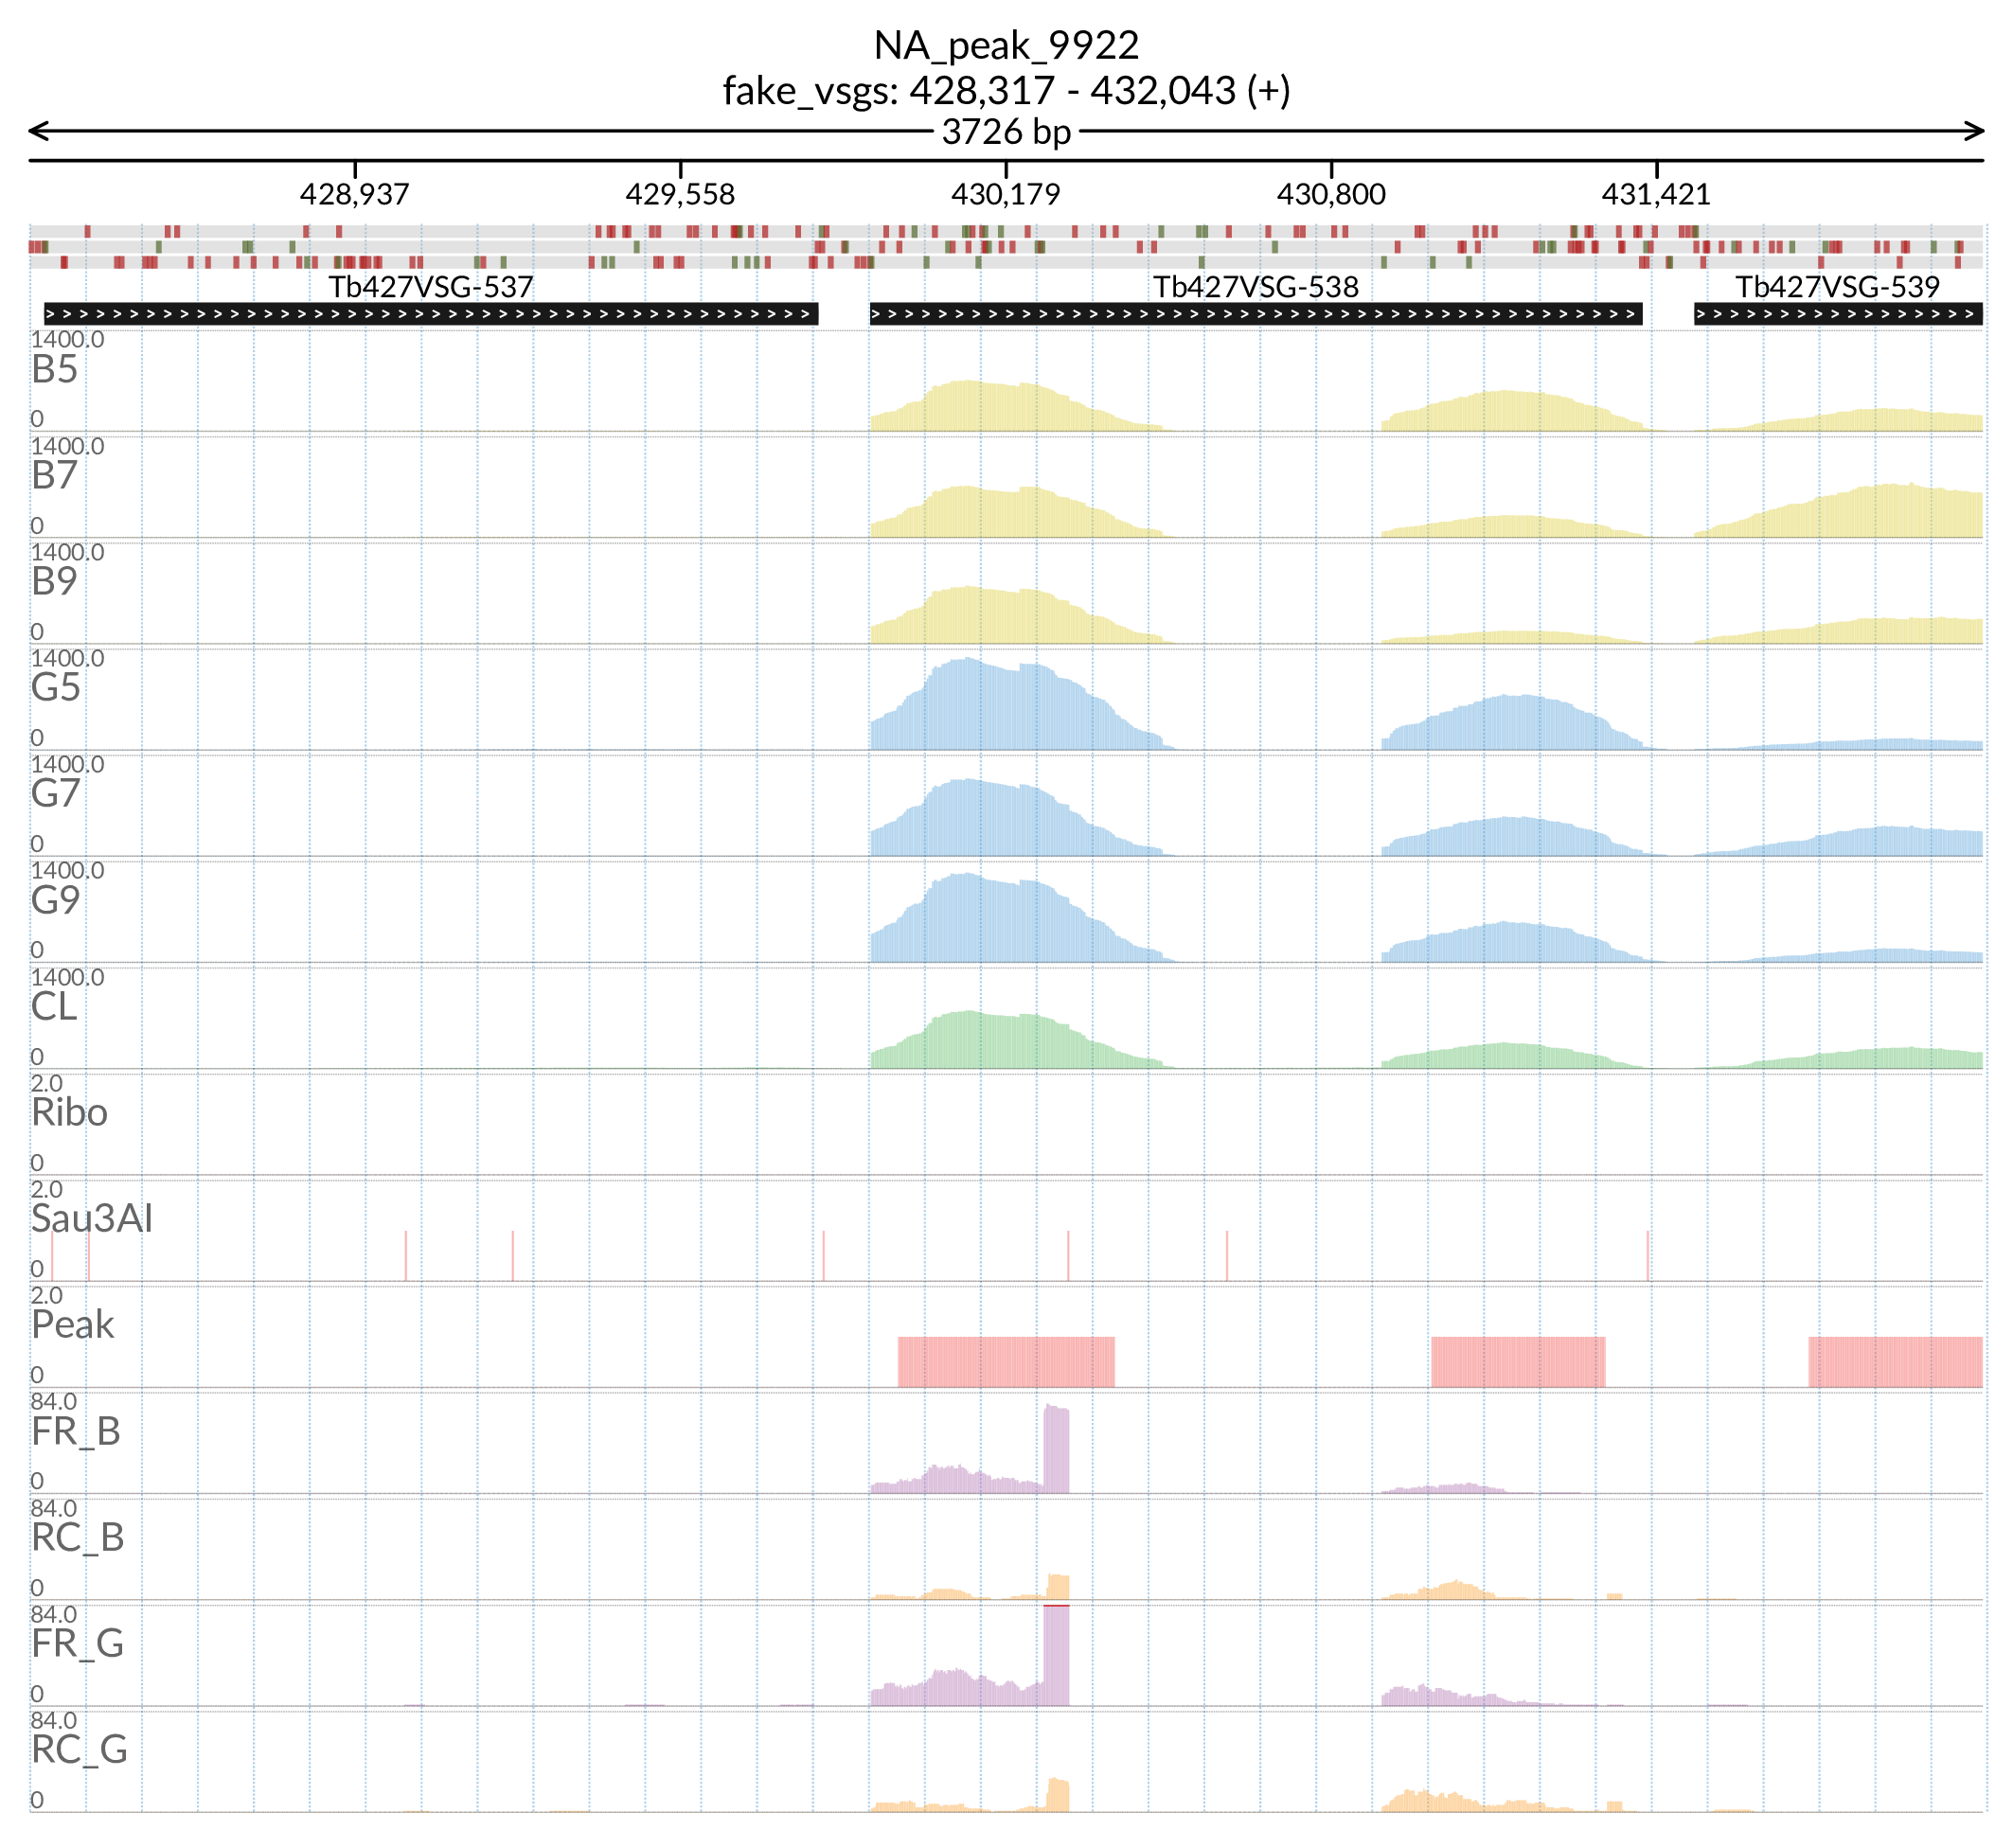 NA_peak_9922
fake_vsgs: 428,317 - 432,043 (+)
3726 bp
428,937 429,558 430,179 430,800 431,421
Tb427VSG-537 Tb427VSG-538 Tb427VSG-539
1400.0
B5
0
1400.0
B7
0
1400.0
B9
0
1400.0
G5
0
1400.0
G7
0
1400.0
G9
0
1400.0
CL
0
2.0
Ribo
0
2.0
Sau3AI
0
2.0
Peak
0
84.0
FR_B
0
84.0
RC_B
0
84.0
FR_G
0
84.0
RC_G
0